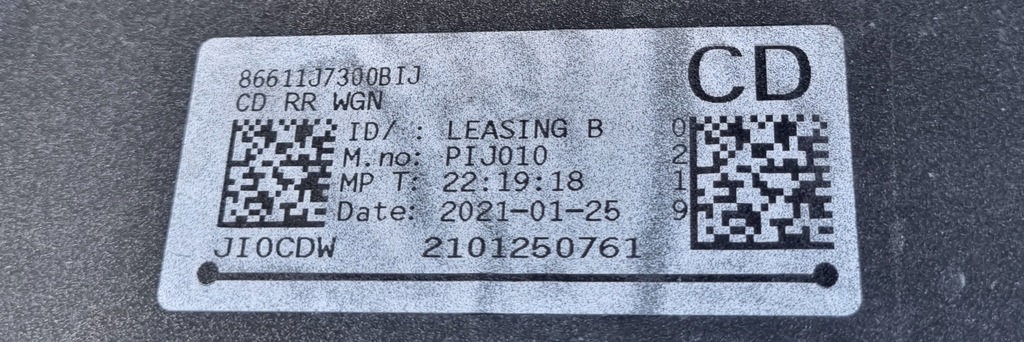 86611J7300BIJ
CD RR WGN
CD
ID/ : LEASING B
M.no: PIJ010
MP T: 22:19:18
Date: 2021-01-25
0
2
1
9
JI0CDW 2101250761